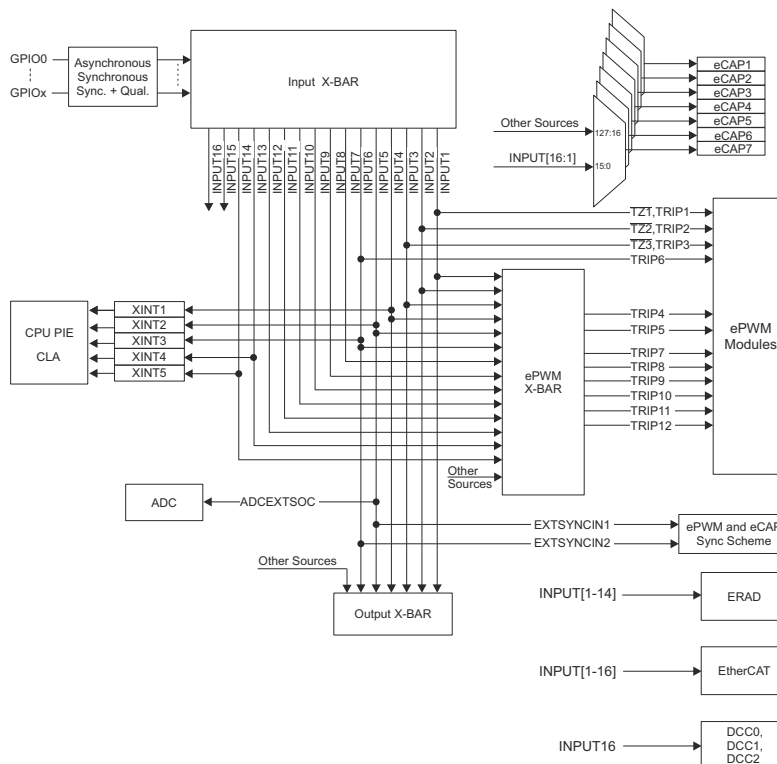 GPIO0
GPIOx
Asynchronous
Synchronous
Sync. + Qual.
Input X-BAR
INPUT16
INPUT15
INPUT14
INPUT13
INPUT12
INPUT11
INPUT10
INPUT9
INPUT8
INPUT7
INPUT6
INPUT5
INPUT4
INPUT3
INPUT2
INPUT1
Other Sources
127:16
INPUT[16:1]
15:0
eCAP1
eCAP2
eCAP3
eCAP4
eCAP5
eCAP6
eCAP7
TZ1,TRIP1
TZ2,TRIP2
TZ3,TRIP3
TRIP6
CPU PIE
CLA
XINT1
XINT2
XINT3
XINT4
XINT5
ePWM
X-BAR
TRIP4
TRIP5
TRIP7
TRIP8
TRIP9
TRIP10
TRIP11
TRIP12
ePWM
Modules
Other
Sources
ADC
ADCEXTSOC
EXTSYNCIN1
EXTSYNCIN2
ePWM and eCAP
Sync Scheme
Other Sources
Output X-BAR
INPUT[1-14]
ERAD
INPUT[1-16]
EtherCAT
INPUT16
DCC0,
DCC1,
DCC2